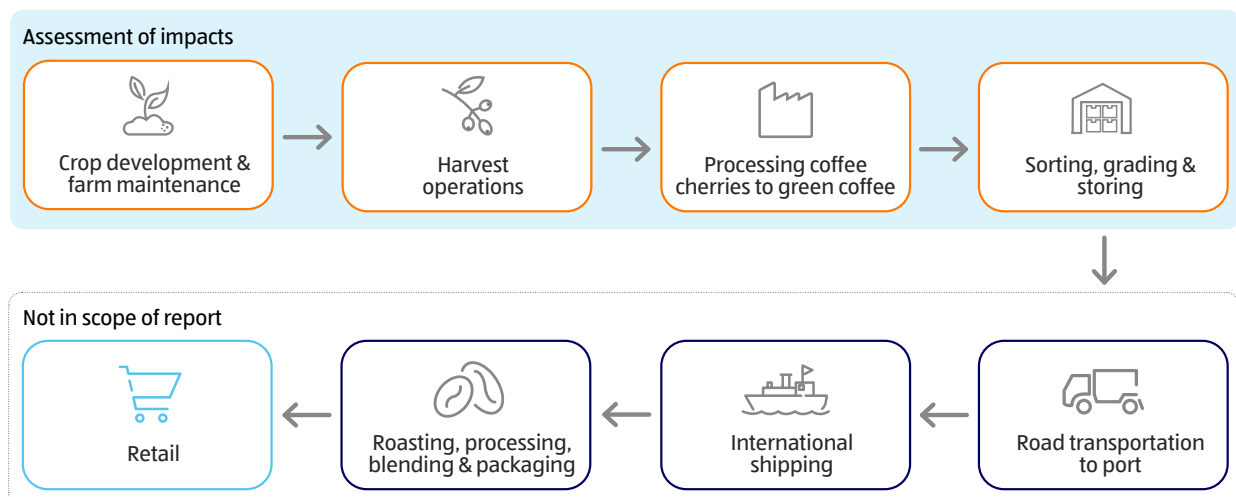 Assessment of impacts
Crop development &
farm maintenance
Harvest
operations
Processing coffee
cherries to green coffee
Sorting, grading &
storing
Not in scope of report
Retail
Roasting, processing,
blending & packaging
International
shipping
Road transportation
to port